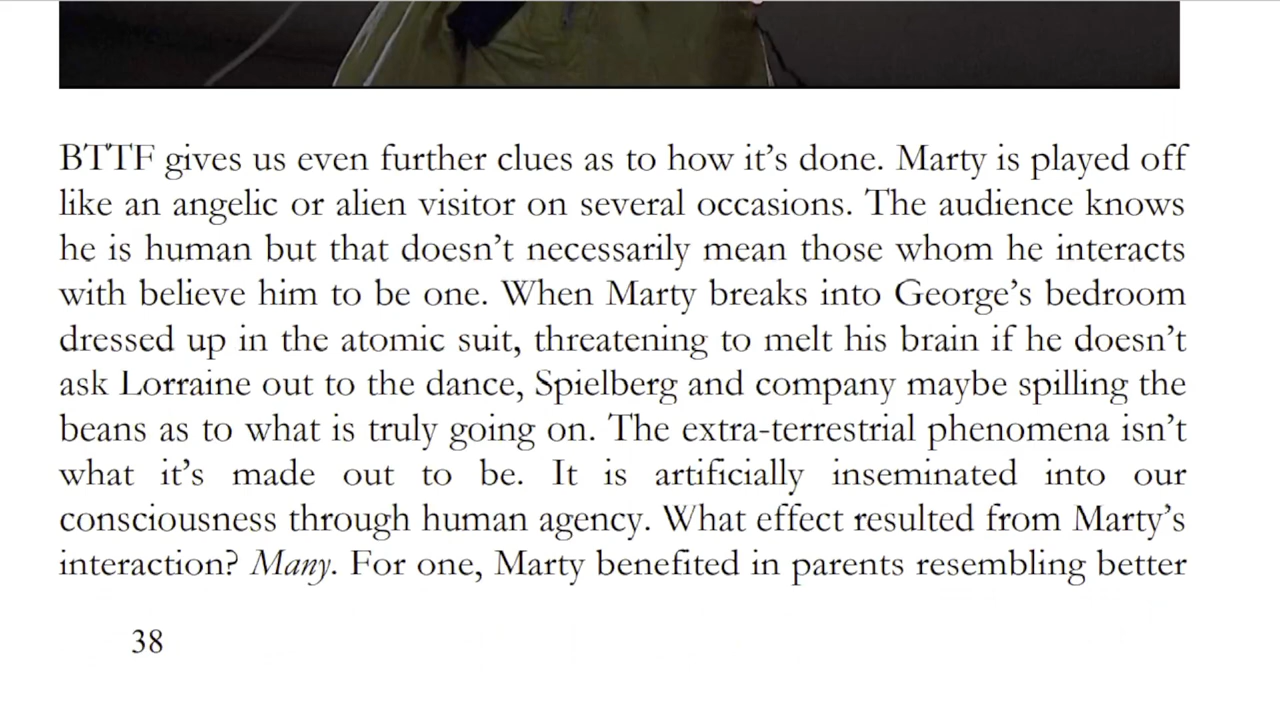 BTTF gives us even further clues as to how it's done. Marty is played off
like an angelic or alien visitor on several occasions. The audience knows
he is human but that doesn't necessarily mean those whom he interacts
with believe him to be one. When Marty breaks into George's bedroom
dressed up in the atomic suit, threatening to melt his brain if he doesn't
ask Lorraine out to the dance, Spielberg and company maybe spilling the
beans as to what is truly going on. The extra-terrestrial phenomena isn't
what it's made out to be. It is artificially inseminated into our
consciousness through human agency. What effect resulted from Marty's
interaction? Many. For one, Marty benefited in parents resembling better
38